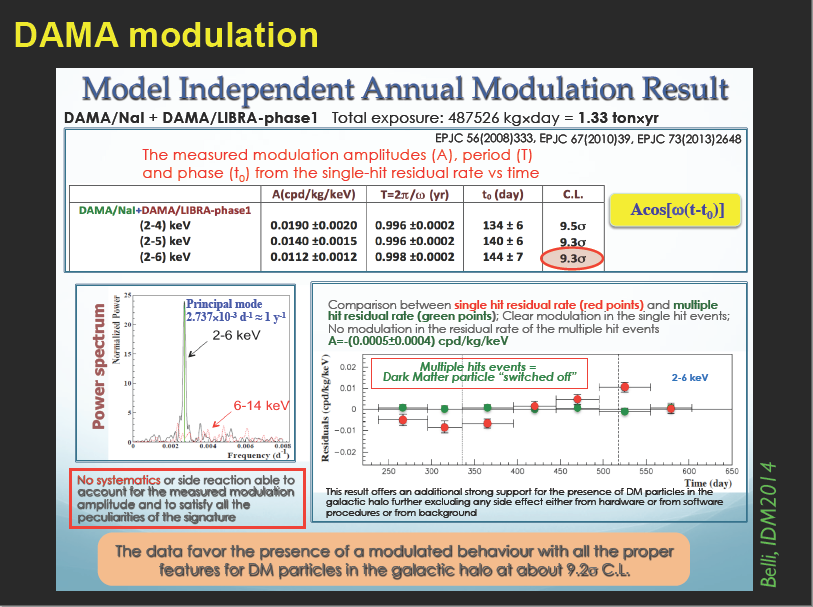 DAMA modulation
Model Independent Annual Modulation Result
DAMA/NaI + DAMA/LIBRA-phase1 Total exposure: 487526 kg×day = 1.33 ton×yr
EPJC 56(2008)333, EPJC 67(2010)39, EPJC 73(2013)2648
The measured modulation amplitudes (A), period (T)
and phase (t₀) from the single-hit residual rate vs time
A(cpd/kg/keV) T=2π/ω (yr) t₀ (day) C.L.
DAMA/NaI+DAMA/LIBRA-phase1
(2-4) keV 0.0190 ±0.0020 0.996 ±0.0002 134 ± 6 9.5σ
(2-5) keV 0.0140 ±0.0015 0.996 ±0.0002 140 ± 6 9.3σ
(2-6) keV 0.0112 ±0.0012 0.998 ±0.0002 144 ± 7 9.3σ
Acos[ω(t-t₀)]
Power spectrum
Normalized Power
25
20
15
10
5
0
Principal mode
2.737×10⁻³ d⁻¹ ≈ 1 y⁻¹
2-6 keV
6-14 keV
0 0.002 0.004 0.006 0.008
Frequency (d⁻¹)
Comparison between single hit residual rate (red points) and multiple
hit residual rate (green points); Clear modulation in the single hit events;
No modulation in the residual rate of the multiple hit events
A=-(0.0005±0.0004) cpd/kg/keV
Residuals (cpd/kg/keV)
0.02
0.01
0
-0.01
-0.02
Multiple hits events =
Dark Matter particle “switched off”
2-6 keV
250 300 350 400 450 500 550 600 650
Time (day)
This result offers an additional strong support for the presence of DM particles in the
galactic halo further excluding any side effect either from hardware or from software
procedures or from background
No systematics or side reaction able to
account for the measured modulation
amplitude and to satisfy all the
peculiarities of the signature
The data favor the presence of a modulated behaviour with all the proper
features for DM particles in the galactic halo at about 9.2σ C.L.
Belli, IDM2014